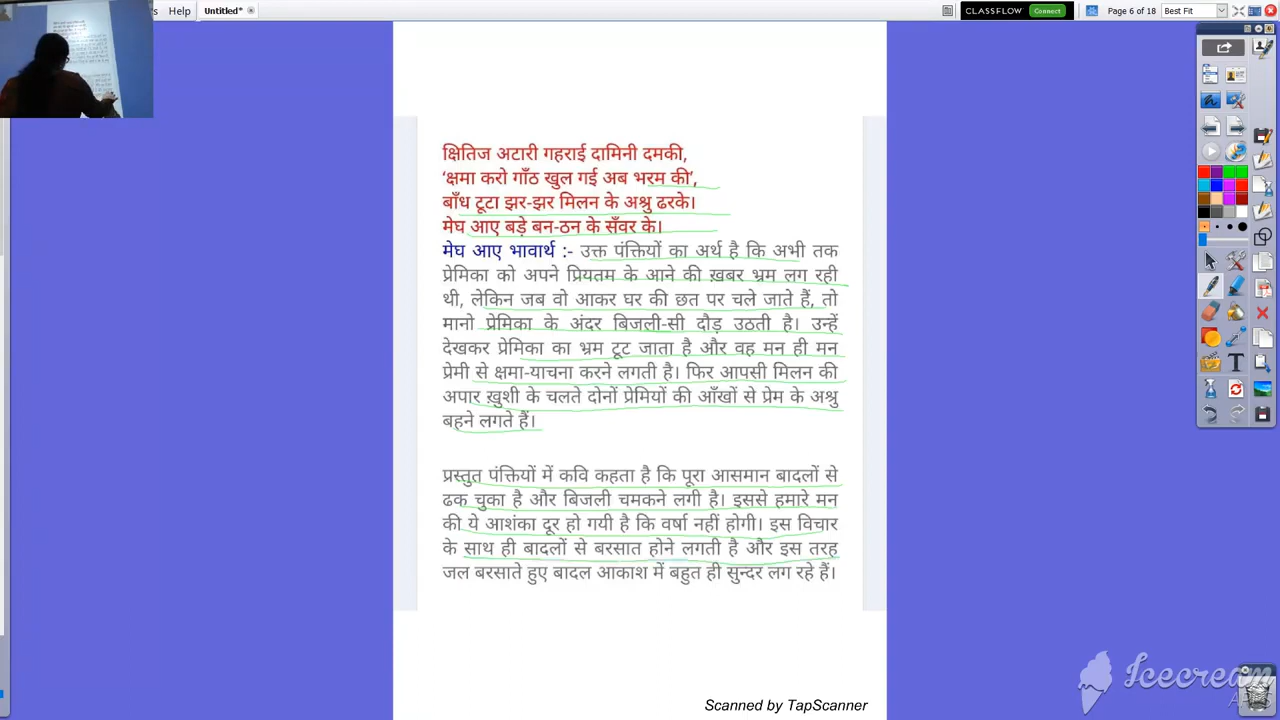 s Help Untitled* CLASSFLOW Connect Page 6 of 18 Best Fit
क्षितिज अटारी गहराई दामिनी दमकी,
‘क्षमा करो गाँठ खुल गई अब भरम की’,
बाँध टूटा झर-झर मिलन के अश्रु ढरके।
मेघ आए बड़े बन-ठन के सँवर के।
मेघ आए भावार्थ :- उक्त पंक्तियों का अर्थ है कि अभी तक
प्रेमिका को अपने प्रियतम के आने की ख़बर भ्रम लग रही
थी, लेकिन जब वो आकर घर की छत पर चले जाते हैं, तो
मानो प्रेमिका के अंदर बिजली-सी दौड़ उठती है। उन्हें
देखकर प्रेमिका का भ्रम टूट जाता है और वह मन ही मन
प्रेमी से क्षमा-याचना करने लगती है। फिर आपसी मिलन की
अपार ख़ुशी के चलते दोनों प्रेमियों की आँखों से प्रेम के अश्रु
बहने लगते हैं।
प्रस्तुत पंक्तियों में कवि कहता है कि पूरा आसमान बादलों से
ढक चुका है और बिजली चमकने लगी है। इससे हमारे मन
की ये आशंका दूर हो गयी है कि वर्षा नहीं होगी। इस विचार
के साथ ही बादलों से बरसात होने लगती है और इस तरह
जल बरसाते हुए बादल आकाश में बहुत ही सुन्दर लग रहे हैं।
Icecream
APPS
Scanned by TapScanner